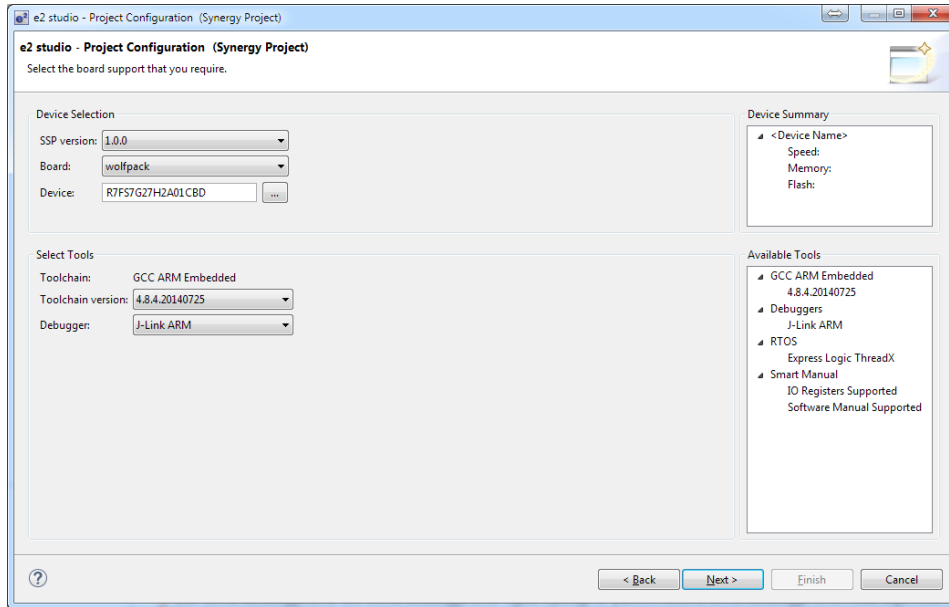 e2 studio - Project Configuration (Synergy Project)
e2 studio - Project Configuration (Synergy Project)
Select the board support that you require.
Device Selection
SSP version: 1.0.0
Board: wolfpack
Device: R7FS7G27H2A01CBD ...
Device Summary
<Device Name>
Speed:
Memory:
Flash:
Select Tools
Toolchain: GCC ARM Embedded
Toolchain version: 4.8.4.20140725
Debugger: J-Link ARM
Available Tools
GCC ARM Embedded
4.8.4.20140725
Debuggers
J-Link ARM
RTOS
Express Logic ThreadX
Smart Manual
IO Registers Supported
Software Manual Supported
? < Back Next > Finish Cancel